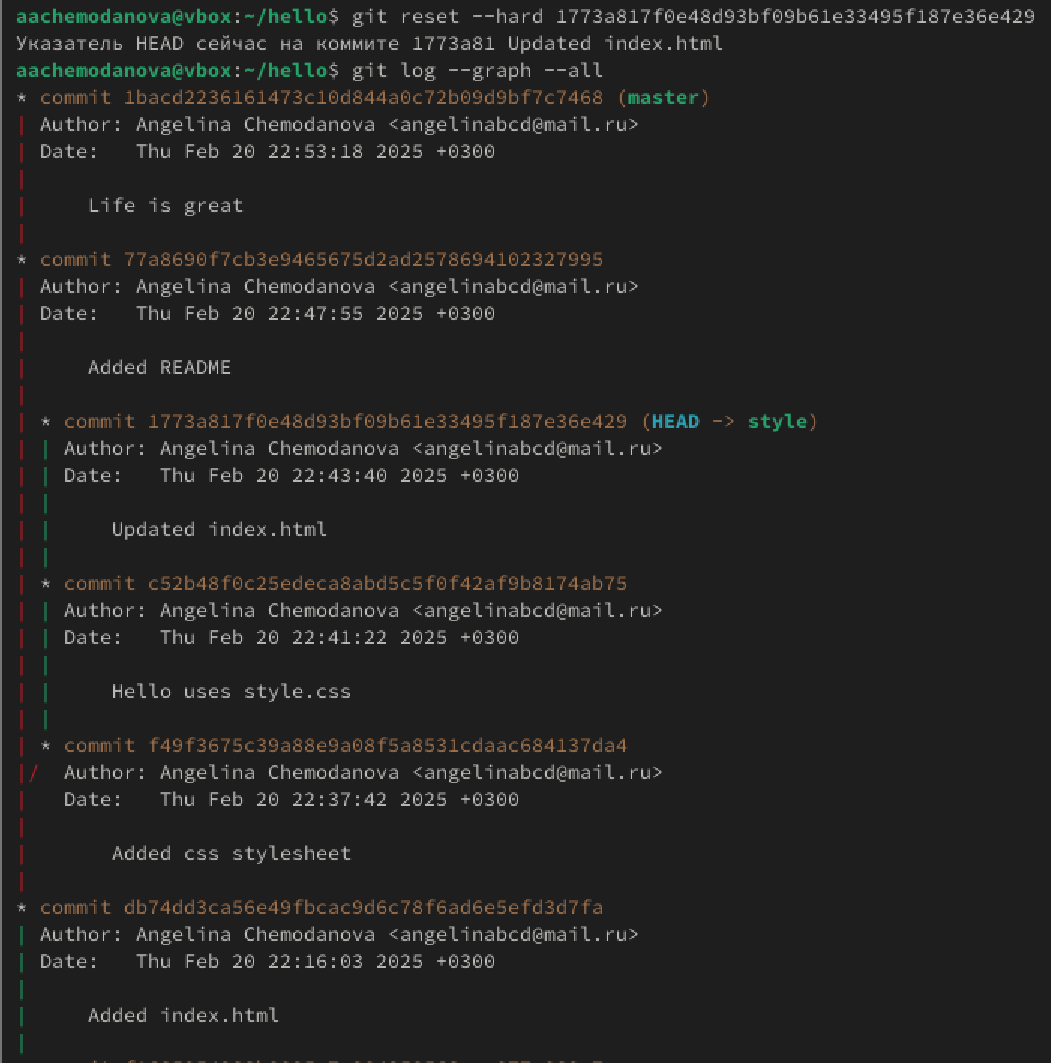 aachemodanova@vbox:~/hello$ git reset --hard 1773a817f0e48d93bf09b61e33495f187e36e429
Указатель HEAD сейчас на коммите 1773a81 Updated index.html
aachemodanova@vbox:~/hello$ git log --graph --all
* commit 1bacd2236161473c10d844a0c72b09d9bf7c7468 (master)
| Author: Angelina Chemodanova <angelinabcd@mail.ru>
| Date:   Thu Feb 20 22:53:18 2025 +0300
|
|     Life is great
|
* commit 77a8690f7cb3e9465675d2ad2578694102327995
| Author: Angelina Chemodanova <angelinabcd@mail.ru>
| Date:   Thu Feb 20 22:47:55 2025 +0300
|
|     Added README
|
| * commit 1773a817f0e48d93bf09b61e33495f187e36e429 (HEAD -> style)
| | Author: Angelina Chemodanova <angelinabcd@mail.ru>
| | Date:   Thu Feb 20 22:43:40 2025 +0300
| |
| |     Updated index.html
| |
| * commit c52b48f0c25edeca8abd5c5f0f42af9b8174ab75
| | Author: Angelina Chemodanova <angelinabcd@mail.ru>
| | Date:   Thu Feb 20 22:41:22 2025 +0300
| |
| |     Hello uses style.css
| |
| * commit f49f3675c39a88e9a08f5a8531cdaac684137da4
|/  Author: Angelina Chemodanova <angelinabcd@mail.ru>
|   Date:   Thu Feb 20 22:37:42 2025 +0300
|
|       Added css stylesheet
|
* commit db74dd3ca56e49fbcac9d6c78f6ad6e5efd3d7fa
| Author: Angelina Chemodanova <angelinabcd@mail.ru>
| Date:   Thu Feb 20 22:16:03 2025 +0300
|
|     Added index.html
|